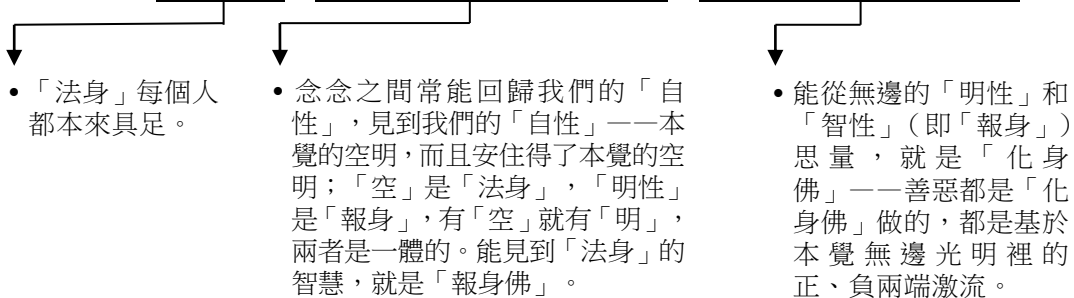 •「法身」每個人
都本來具足。
• 念念之間常能回歸我們的「自
性」,見到我們的「自性」——本
覺的空明,而且安住得了本覺的空
明;「空」是「法身」,「明性」
是「報身」,有「空」就有「明」,
兩者是一體的。能見到「法身」的
智慧,就是「報身佛」。
• 能從無邊的「明性」和
「智性」(即「報身」)
思量,就是「化身
佛」——善惡都是「化
身佛」做的,都是基於
本覺無邊光明裡的
正、負兩端激流。